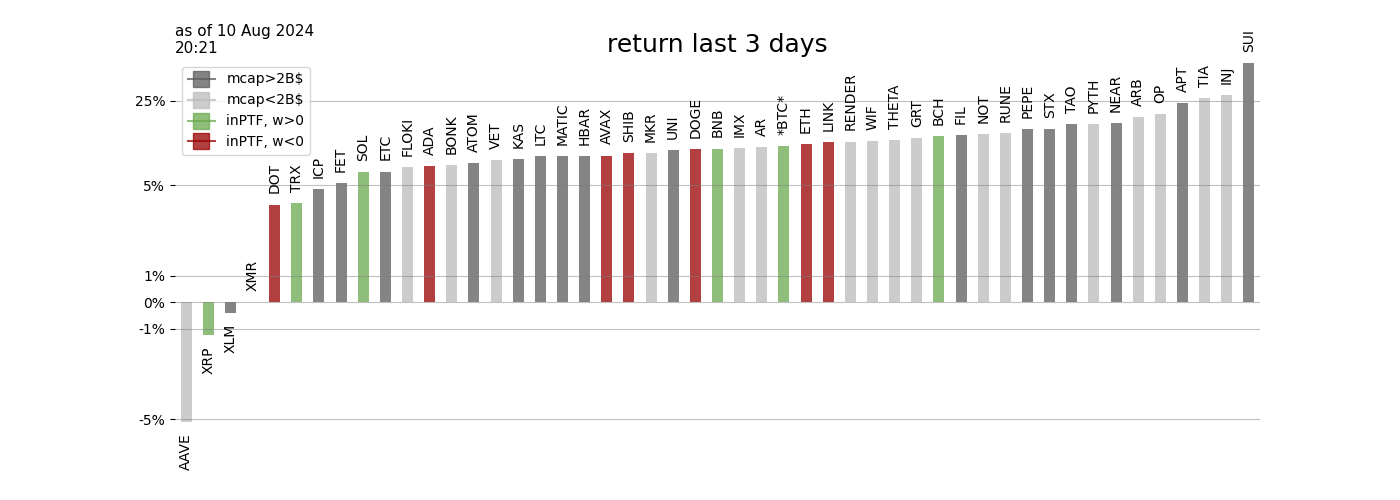 as of 10 Aug 2024
20:21
return last 3 days
mcap>2B$
mcap<2B$
inPTF, w>0
inPTF, w<0
25%
5%
1%
0%
-1%
-5%
AAVE
XRP
XLM
XMR
DOT
TRX
ICP
FET
SOL
ETC
FLOKI
ADA
BONK
ATOM
VET
KAS
LTC
MATIC
HBAR
AVAX
SHIB
MKR
UNI
DOGE
BNB
IMX
AR
*BTC*
ETH
LINK
RENDER
WIF
THETA
GRT
BCH
FIL
NOT
RUNE
PEPE
STX
TAO
PYTH
NEAR
ARB
OP
APT
TIA
INJ
SUI